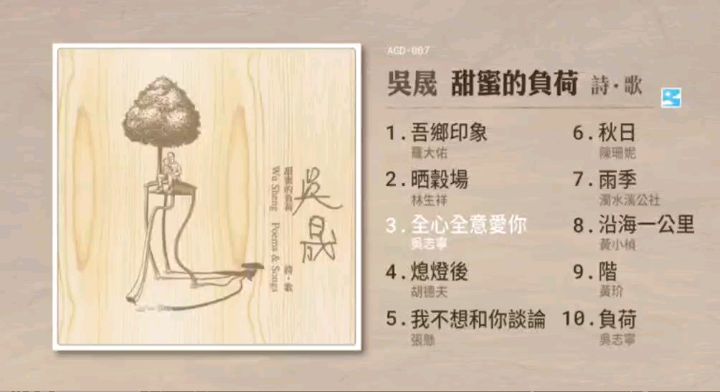 AGD-007
吳晟 甜蜜的負荷 詩·歌
1.吾鄉印象
羅大佑
2.晒穀場
林生祥
3.全心全意愛你
吳志寧
4.熄燈後
胡德夫
5.我不想和你談論
張懸
6.秋日
陳珊妮
7.雨季
濁水溪公社
8.沿海一公里
黃小楨
9.階
黃玠
10.負荷
吳志寧
吳晟
甜蜜的負荷 詩·歌
Wu Sheng Poems & Songs